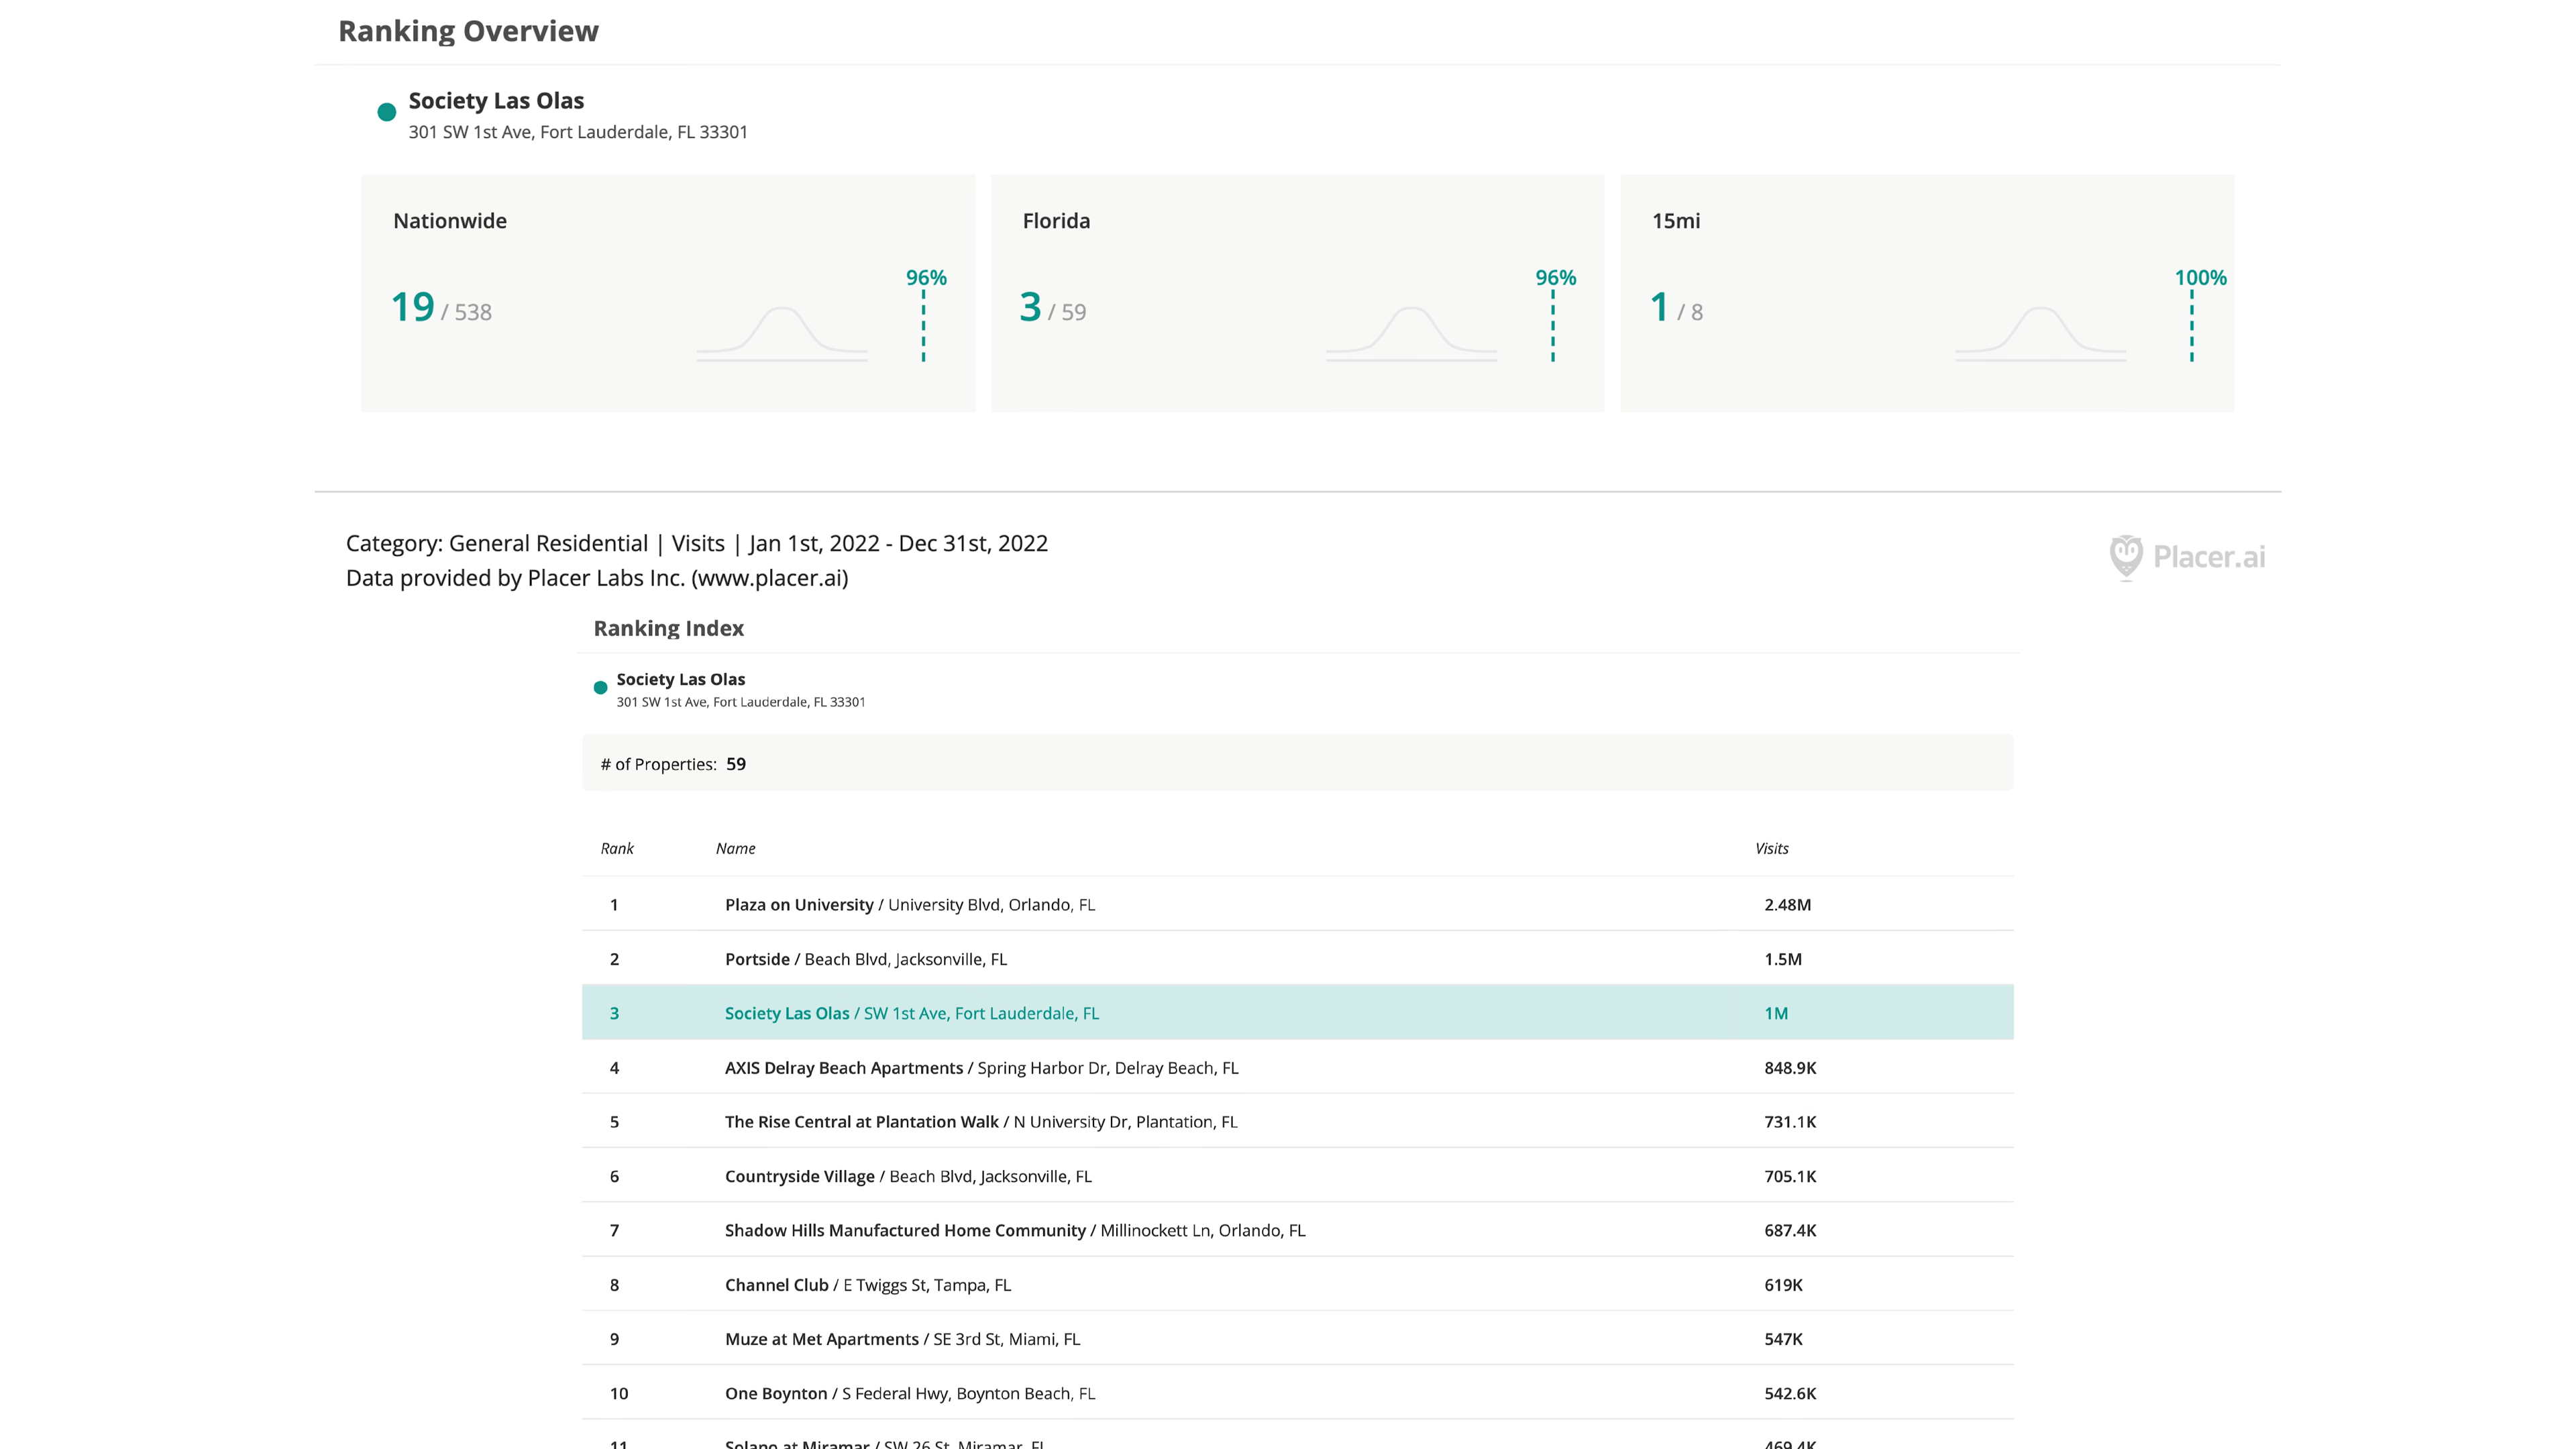 Ranking Overview
Society Las Olas
301 SW 1st Ave, Fort Lauderdale, FL 33301
Nationwide
19 / 538
96%
Florida
3 / 59
96%
15mi
1 / 8
100%
Category: General Residential | Visits | Jan 1st, 2022 - Dec 31st, 2022
Data provided by Placer Labs Inc. (www.placer.ai)
Placer.ai
Ranking Index
Society Las Olas
301 SW 1st Ave, Fort Lauderdale, FL 33301
# of Properties: 59
Rank Name Visits
1 Plaza on University / University Blvd, Orlando, FL 2.48M
2 Portside / Beach Blvd, Jacksonville, FL 1.5M
3 Society Las Olas / SW 1st Ave, Fort Lauderdale, FL 1M
4 AXIS Delray Beach Apartments / Spring Harbor Dr, Delray Beach, FL 848.9K
5 The Rise Central at Plantation Walk / N University Dr, Plantation, FL 731.1K
6 Countryside Village / Beach Blvd, Jacksonville, FL 705.1K
7 Shadow Hills Manufactured Home Community / Millinockett Ln, Orlando, FL 687.4K
8 Channel Club / E Twiggs St, Tampa, FL 619K
9 Muze at Met Apartments / SE 3rd St, Miami, FL 547K
10 One Boynton / S Federal Hwy, Boynton Beach, FL 542.6K
11 Solano at Miramar / SW 26 St, Miramar, FL 469.4K